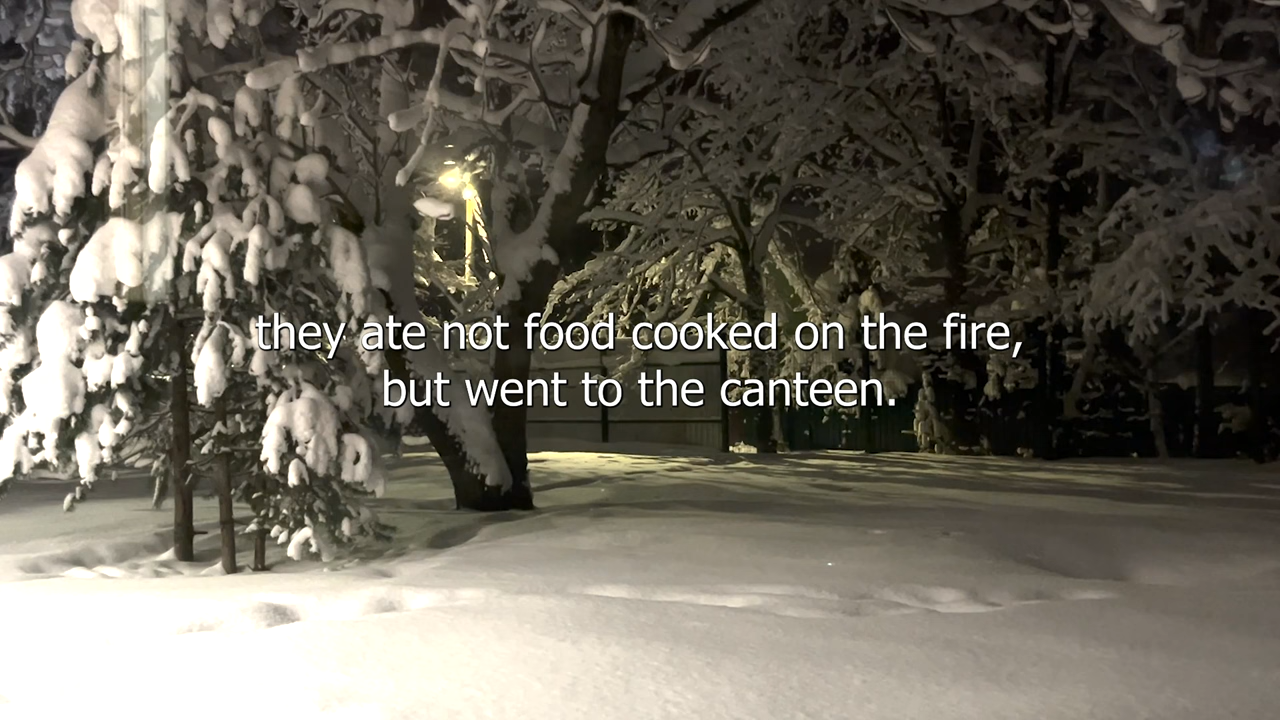 they ate not food cooked on the fire,
but went to the canteen.